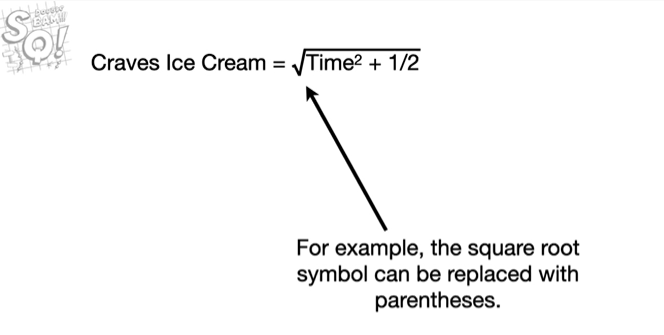 Craves Ice Cream = √Time² + 1/2
For example, the square root
symbol can be replaced with
parentheses.